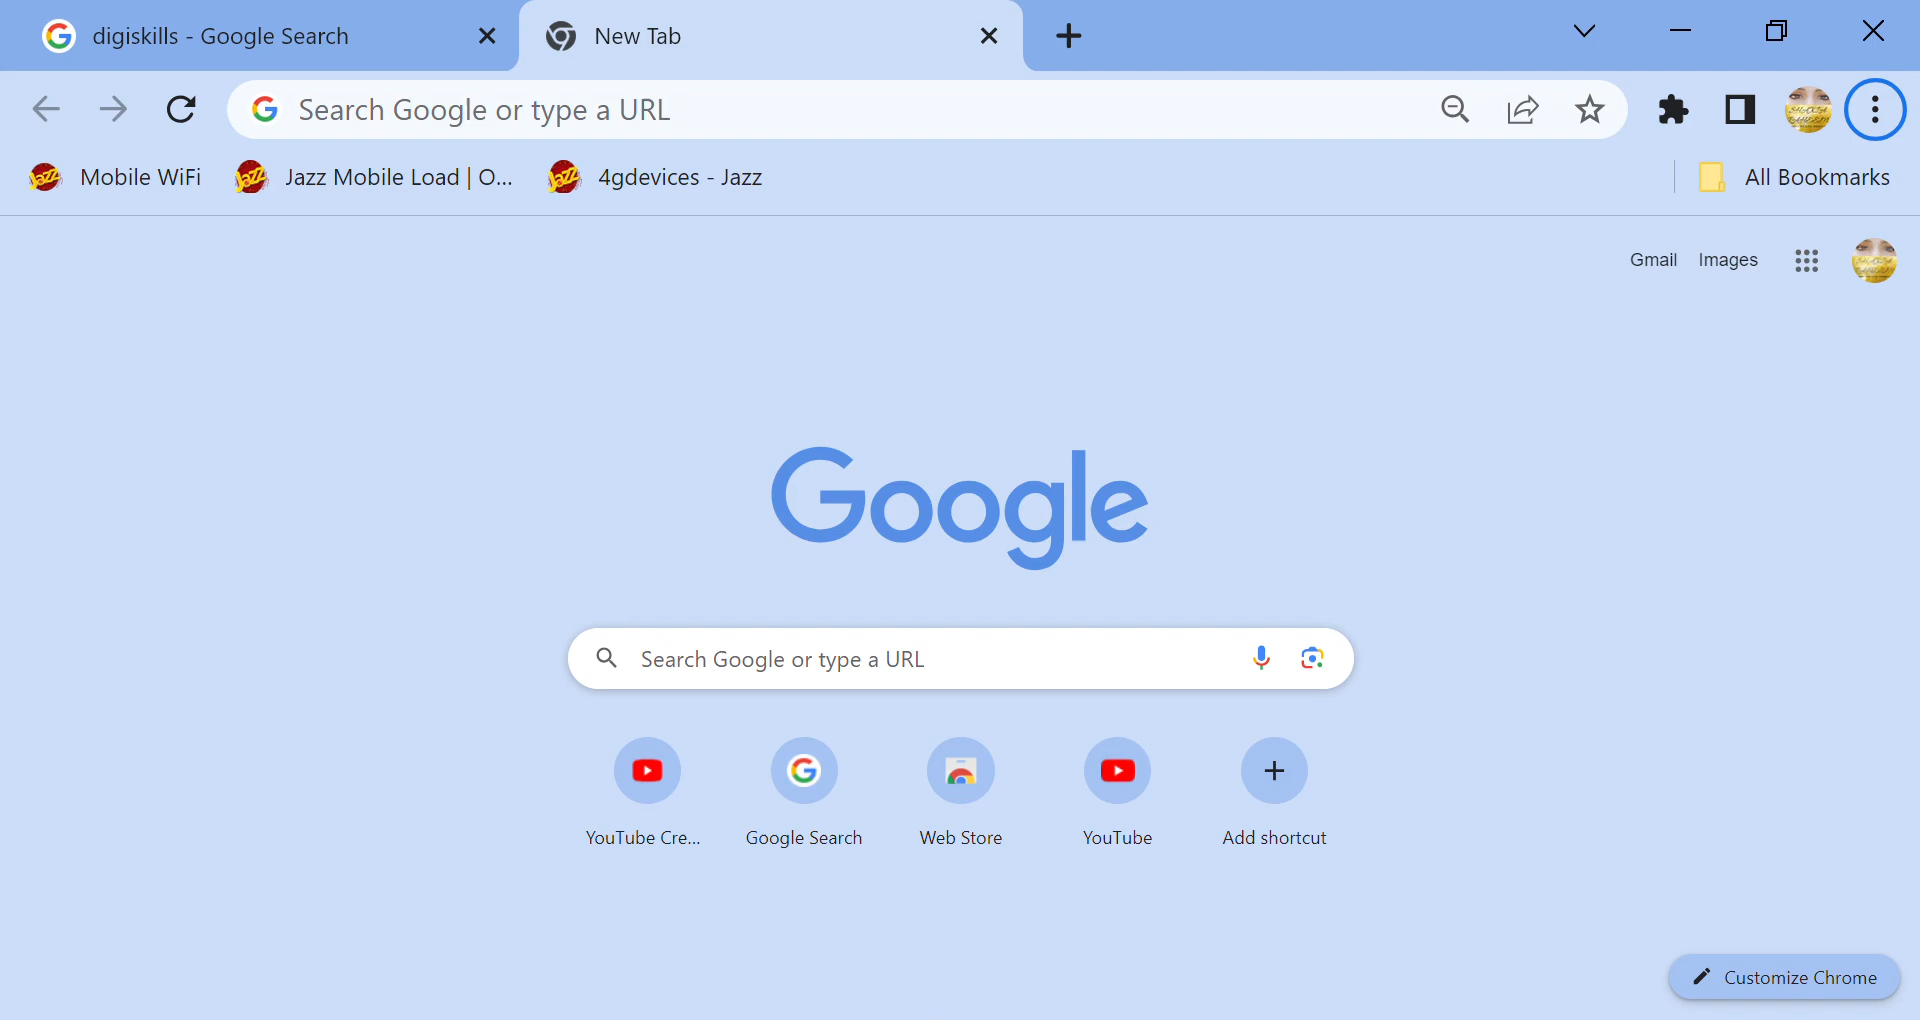 digiskills - Google Search
New Tab
Search Google or type a URL
Mobile WiFi
Jazz Mobile Load | O...
4gdevices - Jazz
All Bookmarks
Gmail
Images
Google
Search Google or type a URL
YouTube Cre...
Google Search
Web Store
YouTube
Add shortcut
Customize Chrome